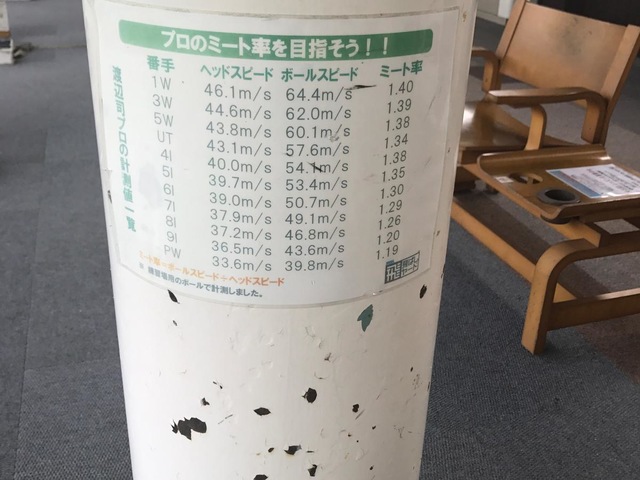 プロのミート率を目指そう!!
渡辺司プロの計測値一覧
番手 ヘッドスピード ボールスピード ミート率
1W 46.1m/s 64.4m/s 1.40
3W 44.6m/s 62.0m/s 1.39
5W 43.8m/s 60.1m/s 1.38
UT 43.1m/s 57.6m/s 1.34
4I 40.0m/s 54.1m/s 1.38
5I 39.7m/s 53.4m/s 1.35
6I 39.0m/s 50.7m/s 1.30
7I 37.9m/s 49.1m/s 1.29
8I 37.2m/s 46.8m/s 1.26
9I 36.5m/s 43.6m/s 1.20
PW 33.6m/s 39.8m/s 1.19
ミート率=ボールスピード÷ヘッドスピード
※ 練習場用のボールで計測しました。